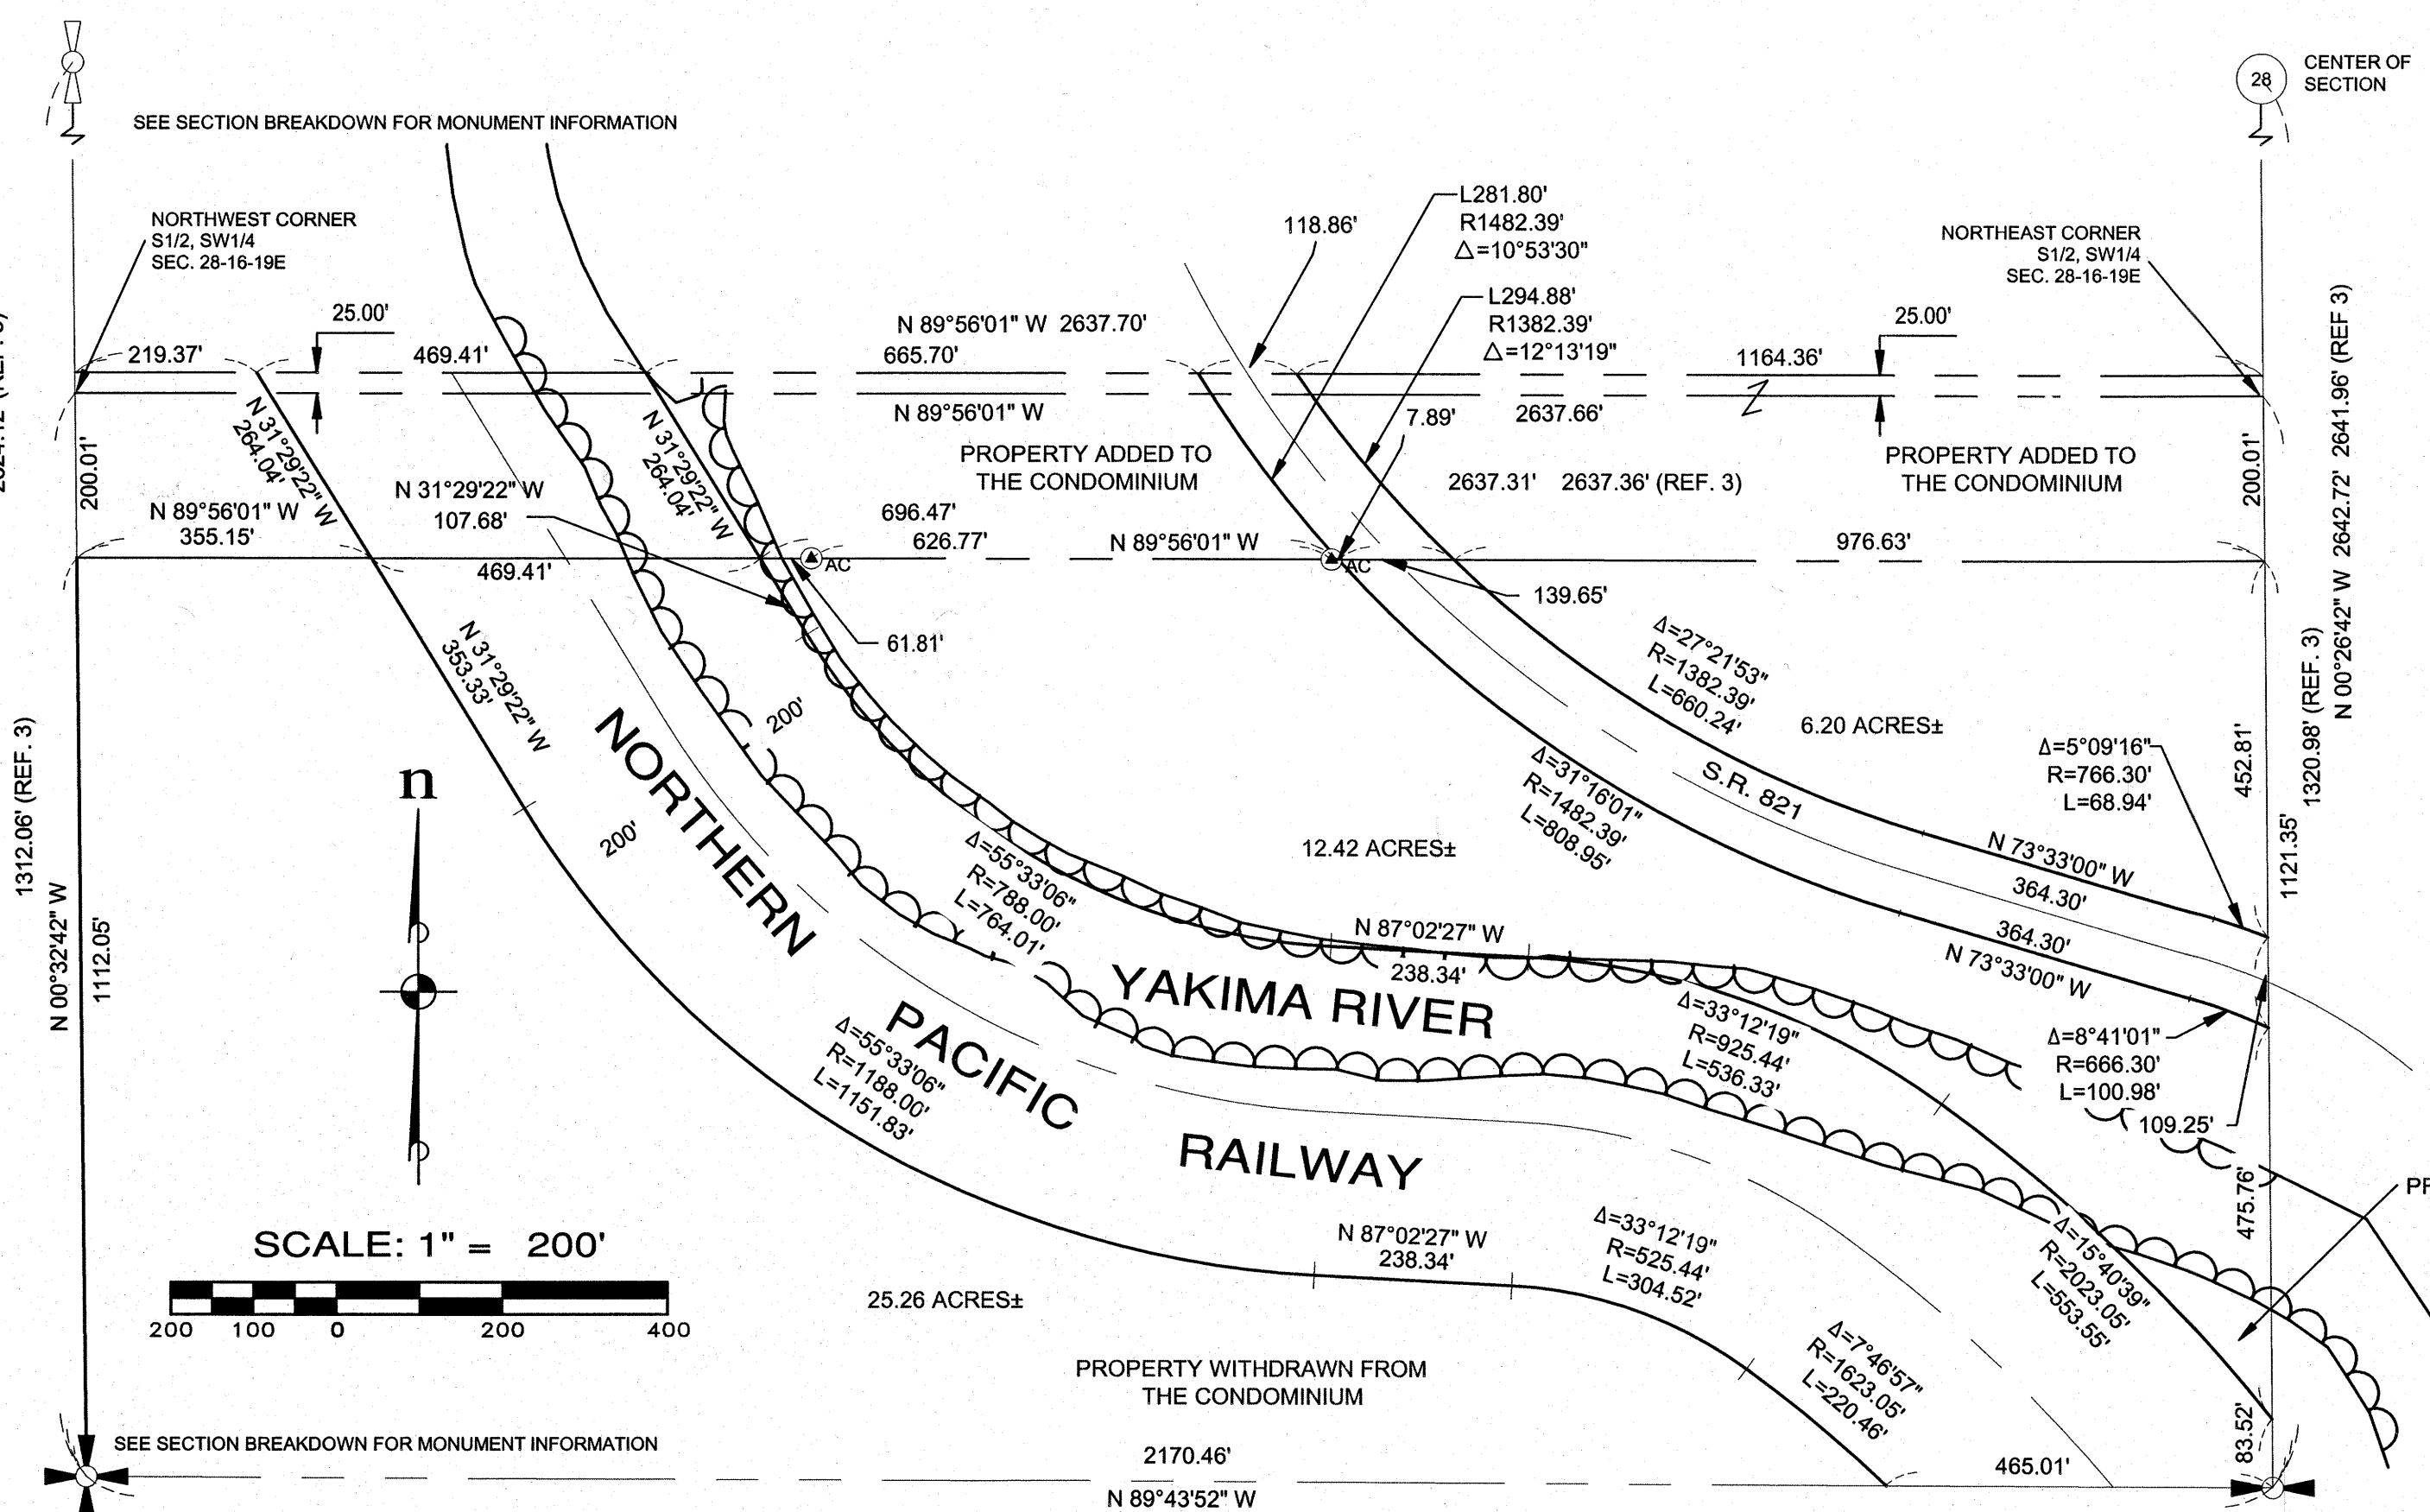 CENTER OF
SECTION
28
SEE SECTION BREAKDOWN FOR MONUMENT INFORMATION
NORTHWEST CORNER
S1/2, SW1/4
SEC. 28-16-19E
NORTHEAST CORNER
S1/2, SW1/4
SEC. 28-16-19E
118.86'
L281.80'
R1482.39'
Δ=10°53'30"
L294.88'
R1382.39'
Δ=12°13'19"
25.00'
25.00'
219.37'
469.41'
N 89°56'01" W 2637.70'
665.70'
1164.36'
N 89°56'01" W
7.89'
2637.66'
PROPERTY ADDED TO
THE CONDOMINIUM
PROPERTY ADDED TO
THE CONDOMINIUM
2637.31' 2637.36' (REF. 3)
200.01'
200.01'
N 31°29'22" W
264.04'
N 31°29'22" W
264.04'
N 31°29'22" W
107.68'
N 89°56'01" W
355.15'
469.41'
696.47'
626.77'
N 89°56'01" W
976.63'
AC
AC
139.65'
61.81'
N 00°26'42" W 2642.72' 2641.96' (REF 3)
N 31°29'22" W
353.33'
200'
200'
Δ=27°21'53"
R=1382.39'
L=660.24'
6.20 ACRES±
Δ=31°16'01"
R=1482.39'
L=808.95'
S.R. 821
Δ=5°09'16"
R=766.30'
L=68.94'
452.81'
1320.98' (REF. 3)
1121.35'
N 73°33'00" W
364.30'
364.30'
N 73°33'00" W
12.42 ACRES±
1312.06' (REF. 3)
N 00°32'42" W
1112.05'
n
NORTHERN
PACIFIC
RAILWAY
YAKIMA RIVER
Δ=55°33'06"
R=788.00'
L=764.01'
N 87°02'27" W
238.34'
Δ=33°12'19"
R=925.44'
L=536.33'
Δ=8°41'01"
R=666.30'
L=100.98'
109.25'
475.76'
Δ=55°33'06"
R=1188.00'
L=1151.83'
N 87°02'27" W
238.34'
Δ=33°12'19"
R=525.44'
L=304.52'
Δ=15°40'39"
R=2023.05'
L=553.55'
Δ=7°46'57"
R=1623.05'
L=220.46'
SCALE: 1" = 200'
200 100 0 200 400
25.26 ACRES±
PROPERTY WITHDRAWN FROM
THE CONDOMINIUM
SEE SECTION BREAKDOWN FOR MONUMENT INFORMATION
2170.46'
N 89°43'52" W
465.01'
83.52'